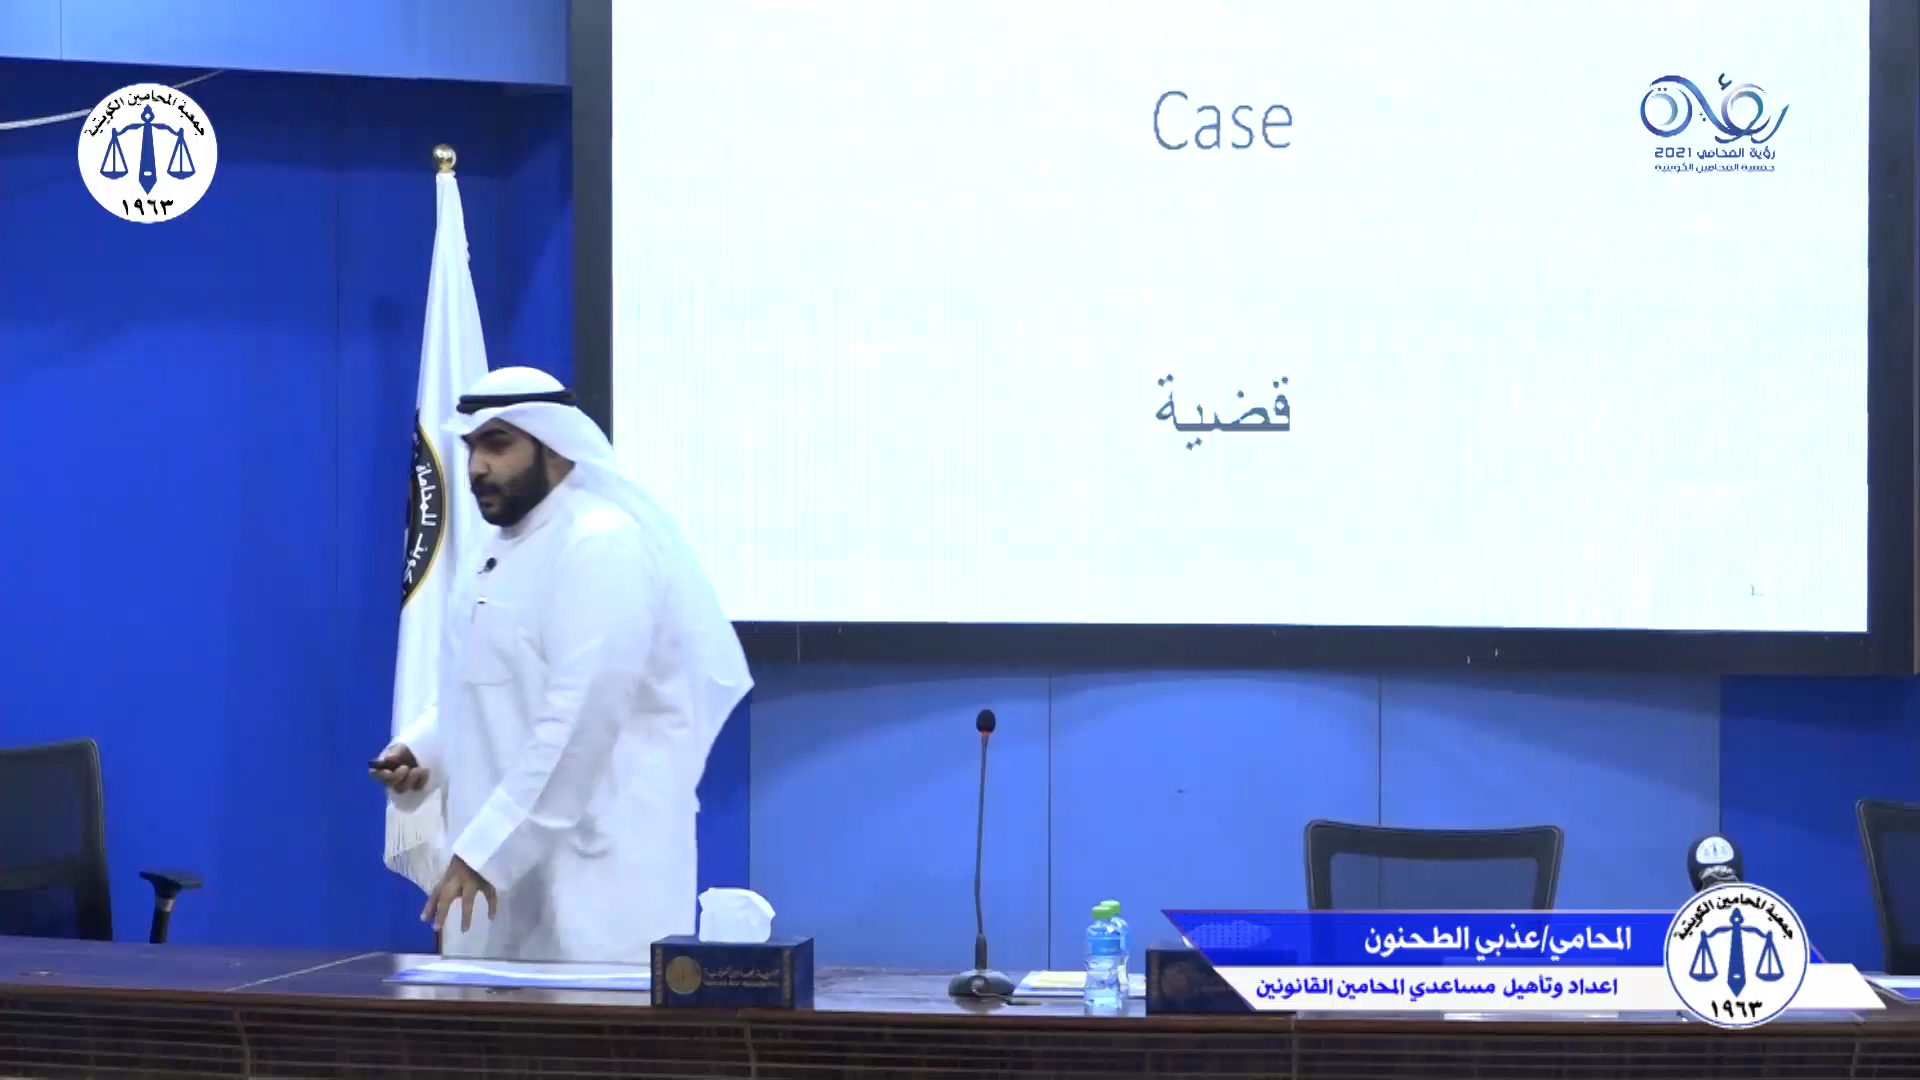 جمعية المحامين الكويتية
١٩٦٣
Case
قضية
رؤية
رؤية المحامي 2021
جمعية المحامين الكويتية
للمحاماة
المحامي/عذبي الطحنون
اعداد وتأهيل مساعدي المحامين القانونين
جمعية المحامين الكويتية
١٩٦٣